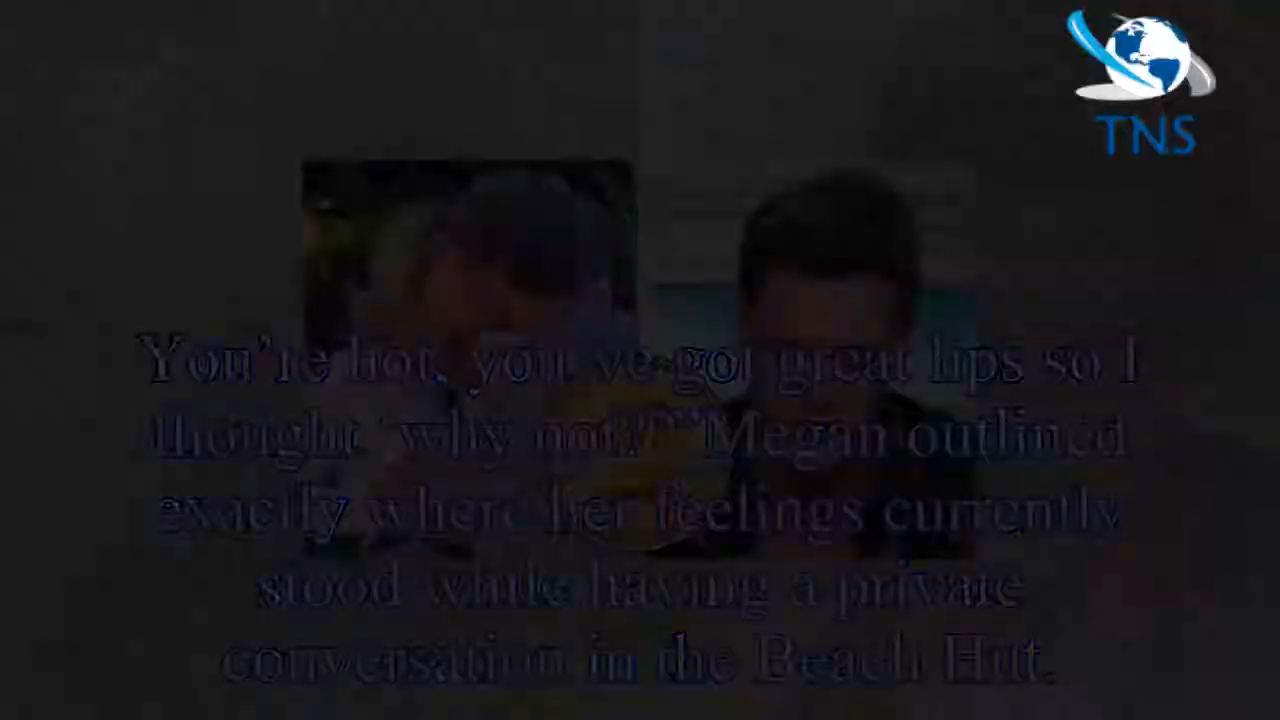 TNS
You're hot, you've got great lips so I
thought 'why not?'"Megan outlined
exactly where her feelings currently
stood while having a private
conversation in the Beach Hut.